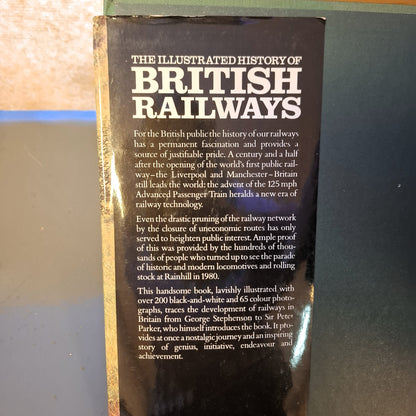 THE ILLUSTRATED HISTORY OF
BRITISH
RAILWAYS
For the British public the history of our railways
has a permanent fascination and provides a
source of justifiable pride. A century and a half
after the opening of the world's first public rail-
way–the Liverpool and Manchester–Britain
still leads the world: the advent of the 125 mph
Advanced Passenger Train heralds a new era of
railway technology.
Even the drastic pruning of the railway network
by the closure of uneconomic routes has only
served to heighten public interest. Ample proof
of this was provided by the hundreds of thou-
sands of people who turned up to see the parade
of historic and modern locomotives and rolling
stock at Rainhill in 1980.
This handsome book, lavishly illustrated with
over 200 black-and-white and 65 colour photo-
graphs, traces the development of railways in
Britain from George Stephenson to Sir Peter
Parker, who himself introduces the book. It pro-
vides at once a nostalgic journey and an inspiring
story of genius, initiative, endeavour and
achievement.